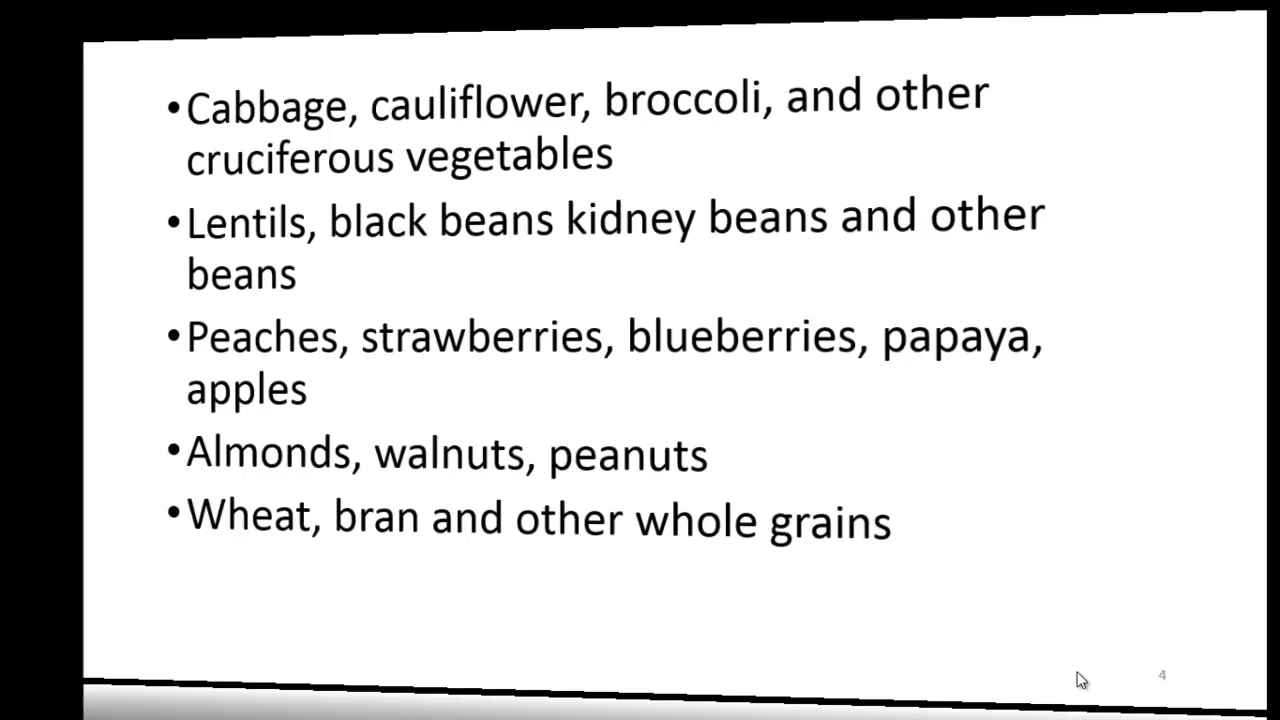 •Cabbage, cauliflower, broccoli, and other
cruciferous vegetables
•Lentils, black beans kidney beans and other
beans
•Peaches, strawberries, blueberries, papaya,
apples
•Almonds, walnuts, peanuts
•Wheat, bran and other whole grains
4